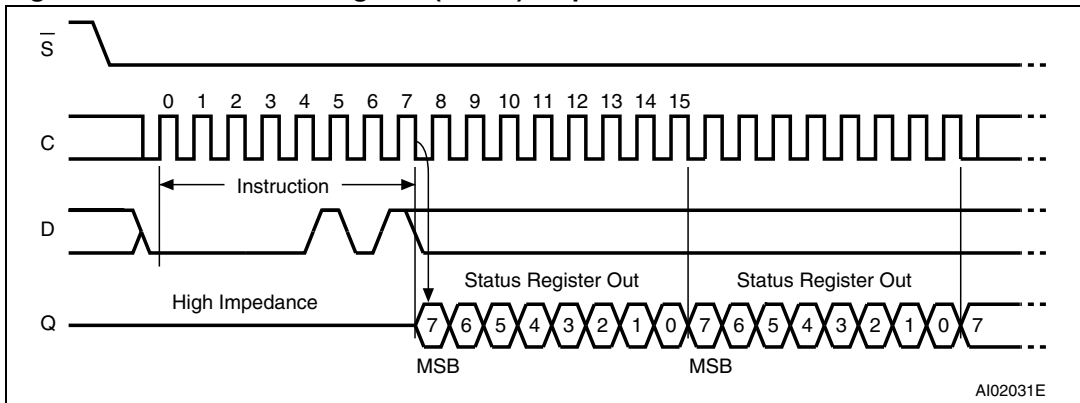 S
0 1 2 3 4 5 6 7 8 9 10 11 12 13 14 15
C
Instruction
D
High Impedance
Status Register Out
Status Register Out
Q
7 6 5 4 3 2 1 0 7 6 5 4 3 2 1 0 7
MSB
MSB
AI02031E